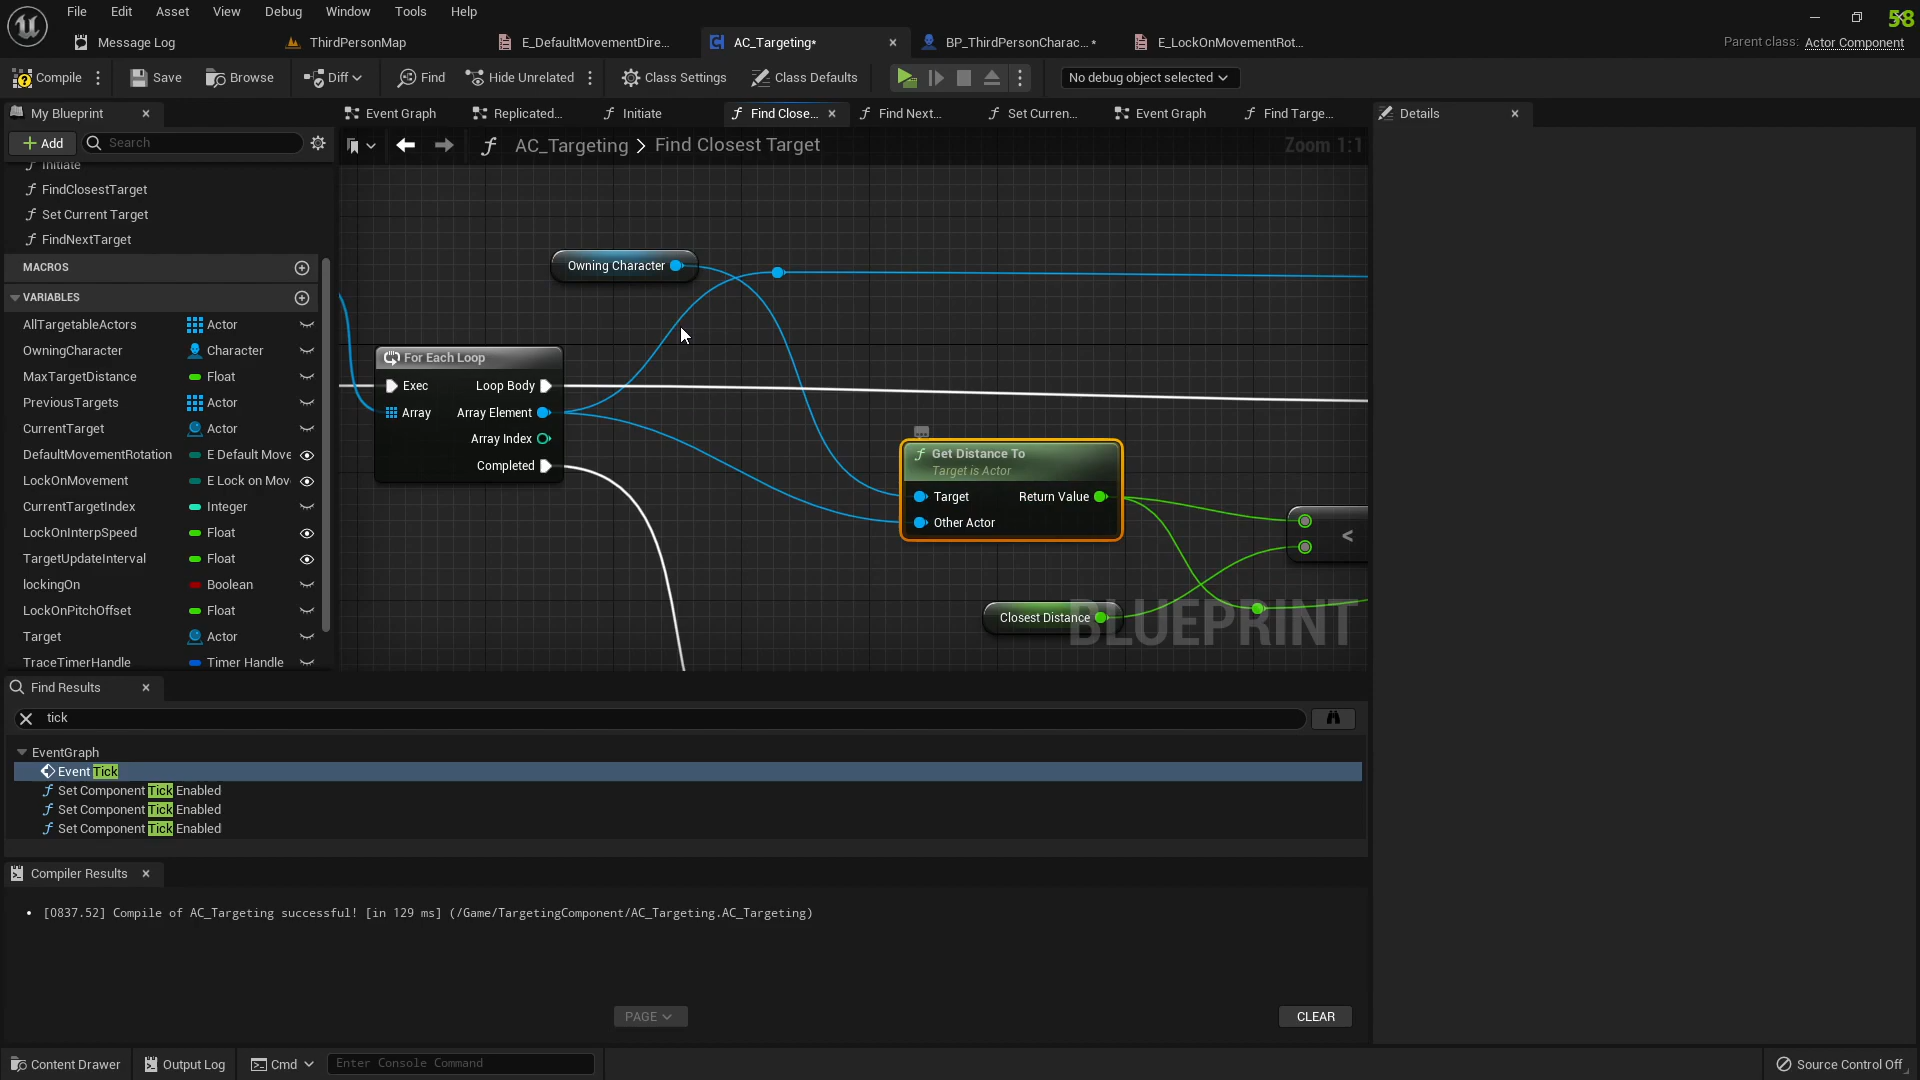 File Edit Asset View Debug Window Tools Help
58
Message Log ThirdPersonMap E_DefaultMovementDire... AC_Targeting* BP_ThirdPersonCharac...* E_LockOnMovementRot...
Parent class: Actor Component
Compile Save Browse Diff Find Hide Unrelated Class Settings Class Defaults No debug object selected
My Blueprint
Event Graph Replicated... Initiate Find Close... Find Next... Set Curren... Event Graph Find Targe...
Details
Add Search
AC_Targeting > Find Closest Target
Zoom 1:1
Initiate
FindClosestTarget
Set Current Target
FindNextTarget
MACROS
VARIABLES
AllTargetableActors Actor
OwningCharacter Character
MaxTargetDistance Float
PreviousTargets Actor
CurrentTarget Actor
DefaultMovementRotation E Default Move
LockOnMovement E Lock on Mov
CurrentTargetIndex Integer
LockOnInterpSpeed Float
TargetUpdateInterval Float
lockingOn Boolean
LockOnPitchOffset Float
Target Actor
TraceTimerHandle Timer Handle
Owning Character
For Each Loop
Exec Loop Body
Array Array Element
Array Index
Completed
Get Distance To
Target is Actor
Target Return Value
Other Actor
<
Closest Distance
BLUEPRINT
Find Results
tick
EventGraph
Event Tick
Set Component Tick Enabled
Set Component Tick Enabled
Set Component Tick Enabled
Compiler Results
• [0837.52] Compile of AC_Targeting successful! [in 129 ms] (/Game/TargetingComponent/AC_Targeting.AC_Targeting)
PAGE
CLEAR
Content Drawer Output Log Cmd Enter Console Command
Source Control Off